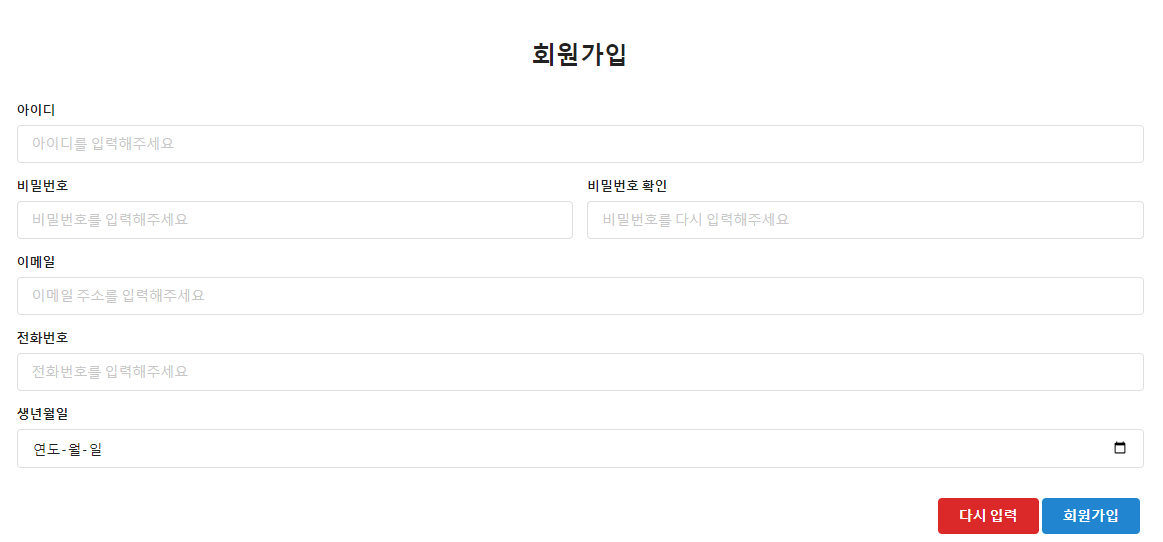 회원가입
아이디
아이디를 입력해주세요
비밀번호 비밀번호 확인
비밀번호를 입력해주세요 비밀번호를 다시 입력해주세요
이메일
이메일 주소를 입력해주세요
전화번호
전화번호를 입력해주세요
생년월일
연도-월-일
다시 입력 회원가입